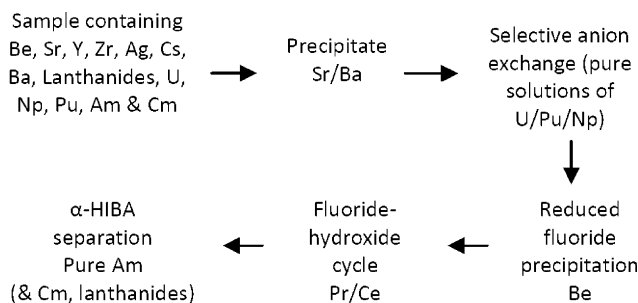 Sample containing
Be, Sr, Y, Zr, Ag, Cs,
Ba, Lanthanides, U,
Np, Pu, Am & Cm
Precipitate
Sr/Ba
Selective anion
exchange (pure
solutions of
U/Pu/Np)
Reduced
fluoride
precipitation
Be
Fluoride-
hydroxide
cycle
Pr/Ce
α-HIBA
separation
Pure Am
(& Cm, lanthanides)